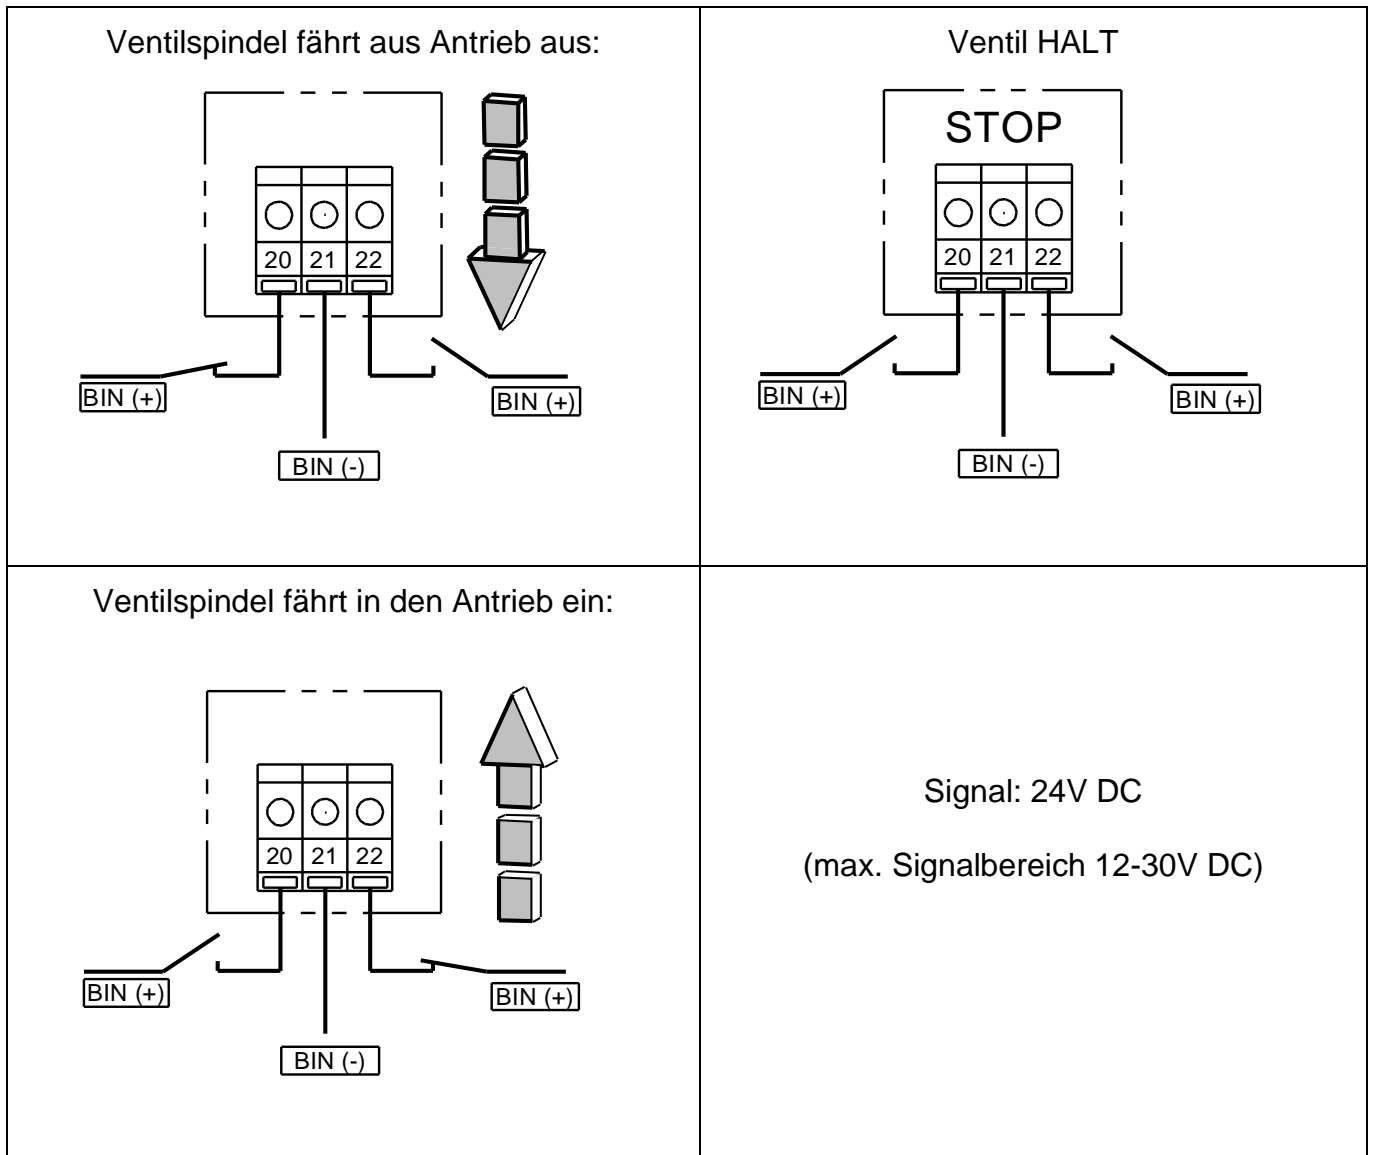 Ventilspindel fährt aus Antrieb aus:
20 21 22
BIN (+)
BIN (+)
BIN (-)
Ventil HALT
STOP
20 21 22
BIN (+)
BIN (+)
BIN (-)
Ventilspindel fährt in den Antrieb ein:
20 21 22
BIN (+)
BIN (+)
BIN (-)
Signal: 24V DC
(max. Signalbereich 12-30V DC)